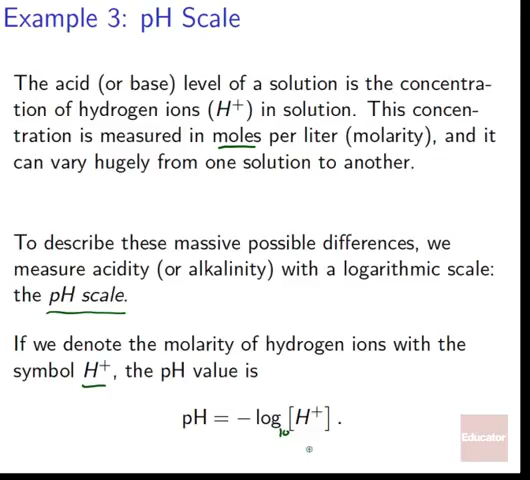 Example 3: pH Scale
The acid (or base) level of a solution is the concentra-
tion of hydrogen ions (H⁺) in solution. This concen-
tration is measured in moles per liter (molarity), and it
can vary hugely from one solution to another.
To describe these massive possible differences, we
measure acidity (or alkalinity) with a logarithmic scale:
the pH scale.
If we denote the molarity of hydrogen ions with the
symbol H⁺, the pH value is
pH = − log₁₀ [H⁺] .
Educator